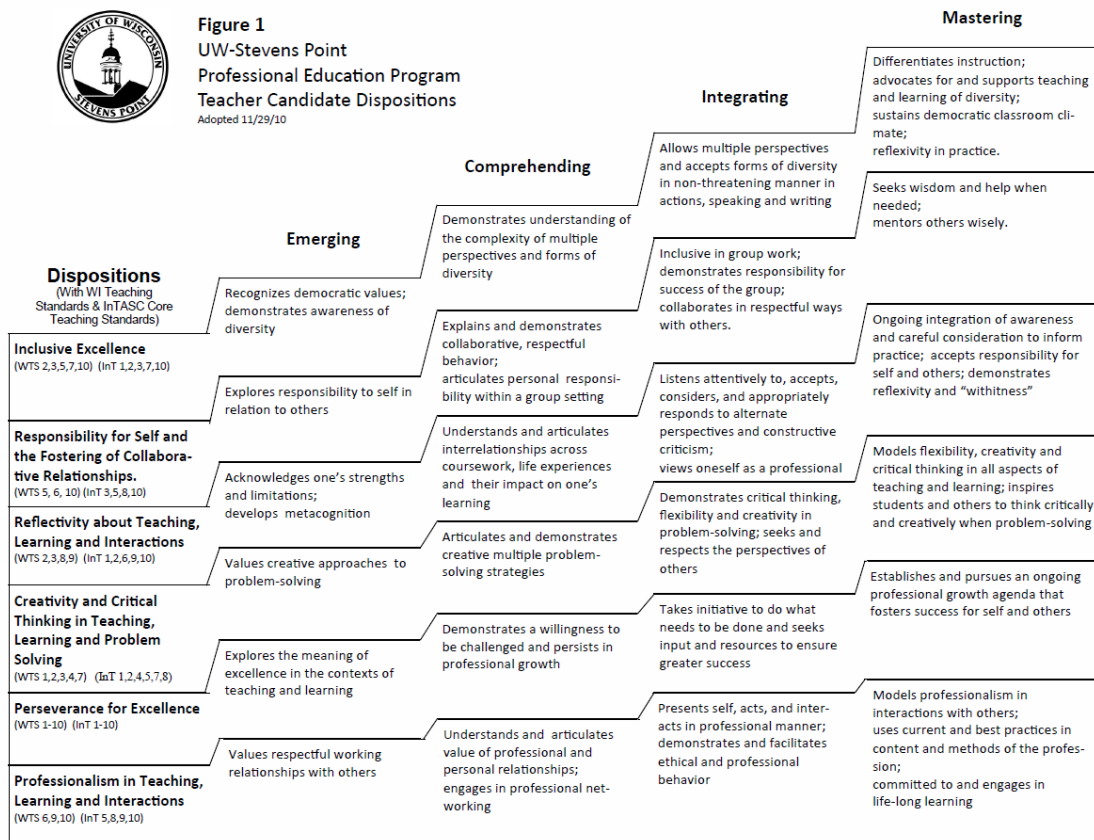 UNIVERSITY OF WISCONSIN
STEVENS POINT
Figure 1
UW-Stevens Point
Professional Education Program
Teacher Candidate Dispositions
Adopted 11/29/10
Dispositions
(With WI Teaching
Standards & InTASC Core
Teaching Standards)
Emerging
Comprehending
Integrating
Mastering
Inclusive Excellence
(WTS 2,3,5,7,10) (InT 1,2,3,7,10)
Recognizes democratic values;
demonstrates awareness of
diversity
Demonstrates understanding of
the complexity of multiple
perspectives and forms of
diversity
Allows multiple perspectives
and accepts forms of diversity
in non-threatening manner in
actions, speaking and writing
Differentiates instruction;
advocates for and supports teaching
and learning of diversity;
sustains democratic classroom cli-
mate;
reflexivity in practice.
Responsibility for Self and
the Fostering of Collabora-
tive Relationships.
(WTS 5, 6, 10) (InT 3,5,8,10)
Explores responsibility to self in
relation to others
Explains and demonstrates
collaborative, respectful
behavior;
articulates personal responsi-
bility within a group setting
Inclusive in group work;
demonstrates responsibility for
success of the group;
collaborates in respectful ways
with others.
Seeks wisdom and help when
needed;
mentors others wisely.
Reflectivity about Teaching,
Learning and Interactions
(WTS 2,3,8,9) (InT 1,2,6,9,10)
Acknowledges one's strengths
and limitations;
develops metacognition
Understands and articulates
interrelationships across
coursework, life experiences
and their impact on one's
learning
Listens attentively to, accepts,
considers, and appropriately
responds to alternate
perspectives and constructive
criticism;
views oneself as a professional
Ongoing integration of awareness
and careful consideration to inform
practice; accepts responsibility for
self and others; demonstrates
reflexivity and “withitness”
Creativity and Critical
Thinking in Teaching,
Learning and Problem
Solving
(WTS 1,2,3,4,7) (InT 1,2,4,5,7,8)
Values creative approaches to
problem-solving
Articulates and demonstrates
creative multiple problem-
solving strategies
Demonstrates critical thinking,
flexibility and creativity in
problem-solving; seeks and
respects the perspectives of
others
Models flexibility, creativity and
critical thinking in all aspects of
teaching and learning; inspires
students and others to think critically
and creatively when problem-solving
Perseverance for Excellence
(WTS 1-10) (InT 1-10)
Explores the meaning of
excellence in the contexts of
teaching and learning
Demonstrates a willingness to
be challenged and persists in
professional growth
Takes initiative to do what
needs to be done and seeks
input and resources to ensure
greater success
Establishes and pursues an ongoing
professional growth agenda that
fosters success for self and others
Professionalism in Teaching,
Learning and Interactions
(WTS 6,9,10) (InT 5,8,9,10)
Values respectful working
relationships with others
Understands and articulates
value of professional and
personal relationships;
engages in professional net-
working
Presents self, acts, and inter-
acts in professional manner;
demonstrates and facilitates
ethical and professional
behavior
Models professionalism in
interactions with others;
uses current and best practices in
content and methods of the profes-
sion;
committed to and engages in
life-long learning